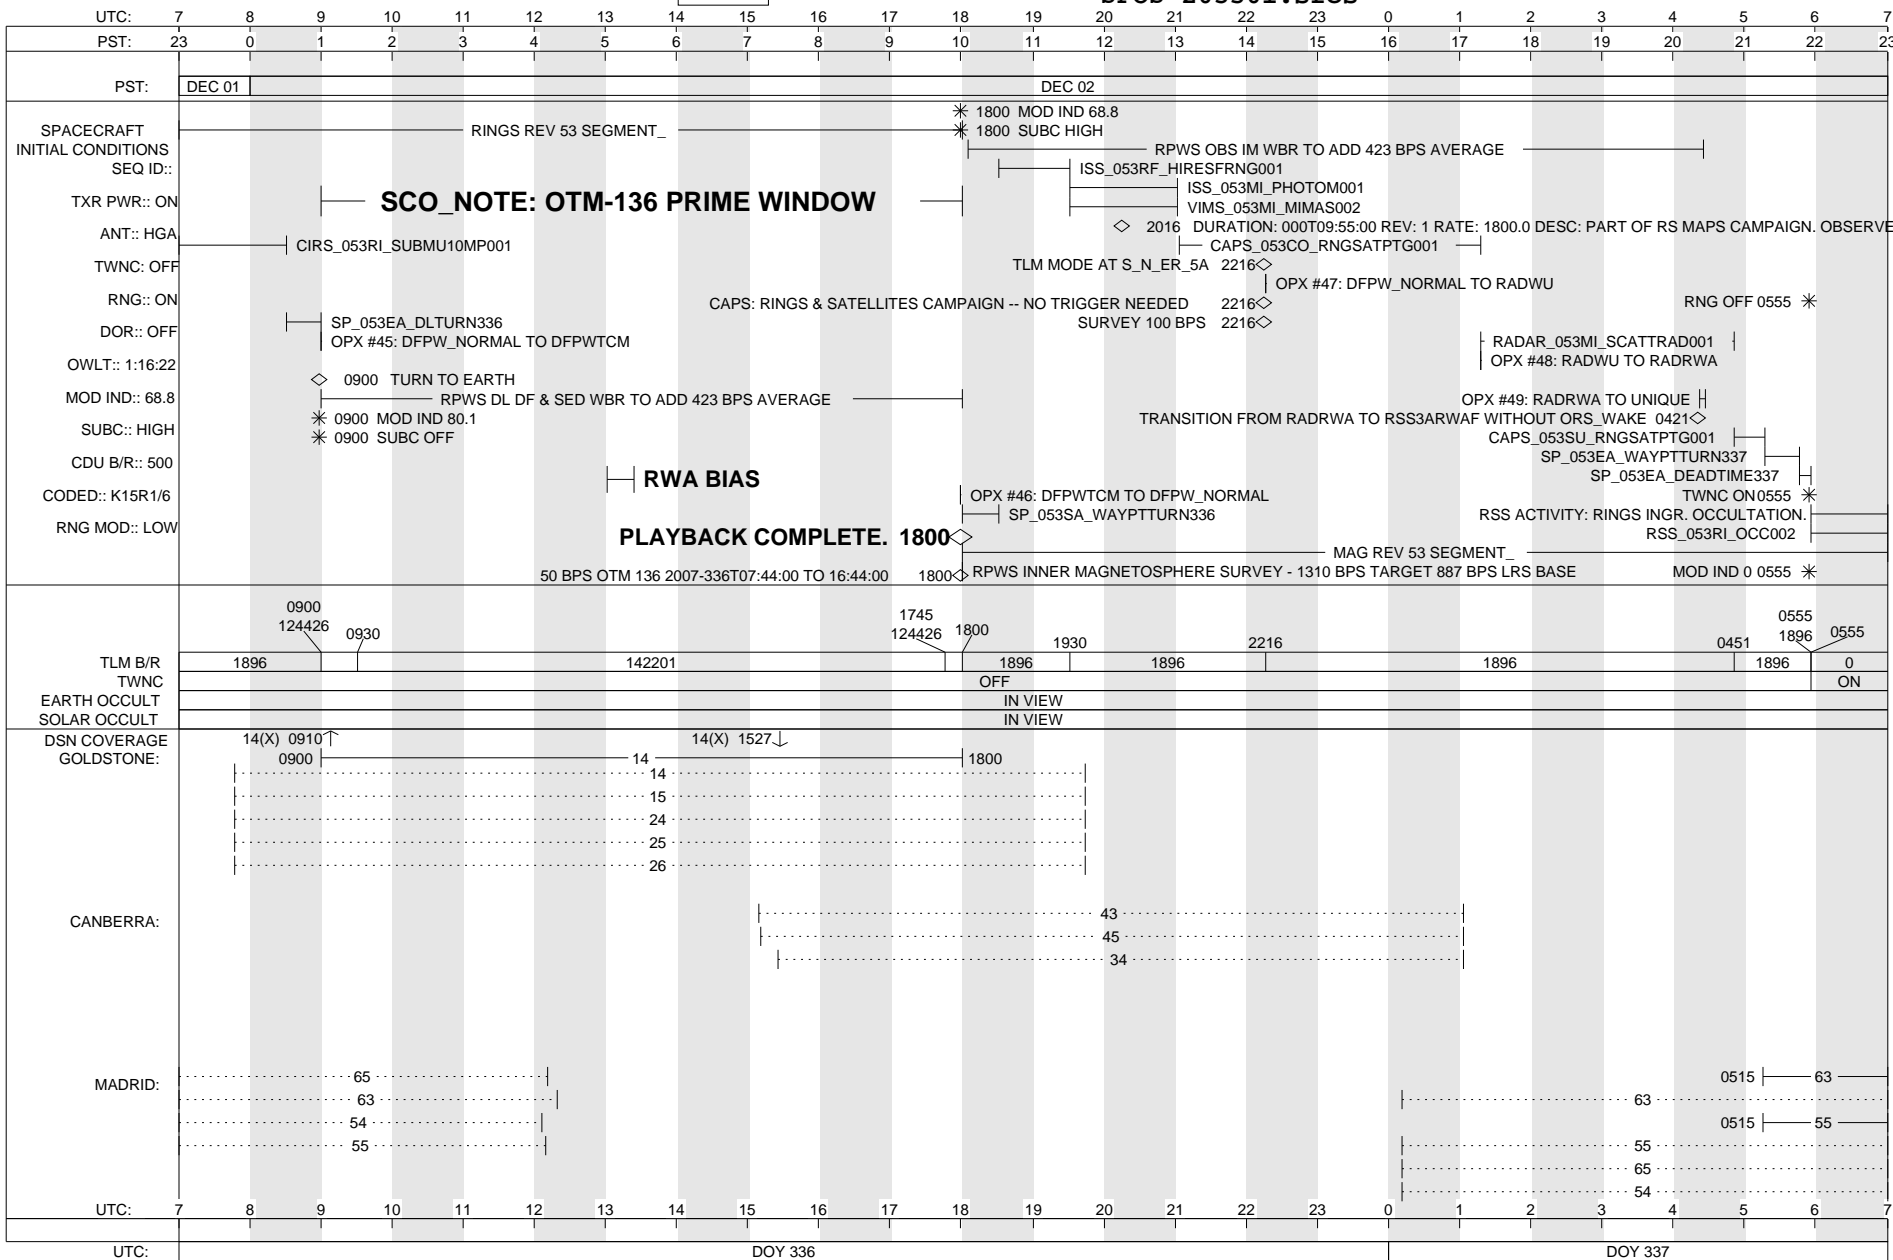 UTC: 7 8 9 10 11 12 13 14 15 16 17 18 19 20 21 22 23 0 1 2 3 4 5 6 7
PST: 23 0 1 2 3 4 5 6 7 8 9 10 11 12 13 14 15 16 17 18 19 20 21 22 23
PST: DEC 01 DEC 02
1800 MOD IND 68.8
SPACECRAFT RINGS REV 53 SEGMENT_ 1800 SUBC HIGH
INITIAL CONDITIONS RPWS OBS IM WBR TO ADD 423 BPS AVERAGE
SEQ ID:: ISS_053RF_HIRESFRNG001
ISS_053MI_PHOTOM001
TXR PWR:: ON SCO_NOTE: OTM-136 PRIME WINDOW VIMS_053MI_MIMAS002
2016 DURATION: 000T09:55:00 REV: 1 RATE: 1800.0 DESC: PART OF RS MAPS CAMPAIGN. OBSERVE
ANT:: HGA CIRS_053RI_SUBMU10MP001 CAPS_053CO_RNGSATPTG001
TWNC: OFF TLM MODE AT S_N_ER_5A 2216
OPX #47: DFPW_NORMAL TO RADWU
RNG:: ON CAPS: RINGS & SATELLITES CAMPAIGN -- NO TRIGGER NEEDED 2216 RNG OFF 0555
SP_053EA_DLTURN336 SURVEY 100 BPS 2216
DOR:: OFF OPX #45: DFPW_NORMAL TO DFPWTCM RADAR_053MI_SCATTRAD001
OWLT:: 1:16:22 OPX #48: RADWU TO RADRWA
0900 TURN TO EARTH
MOD IND:: 68.8 RPWS DL DF & SED WBR TO ADD 423 BPS AVERAGE OPX #49: RADRWA TO UNIQUE
0900 MOD IND 80.1 TRANSITION FROM RADRWA TO RSS3ARWAF WITHOUT ORS_WAKE 0421
SUBC:: HIGH 0900 SUBC OFF CAPS_053SU_RNGSATPTG001
SP_053EA_WAYPTTURN337
CDU B/R:: 500 RWA BIAS SP_053EA_DEADTIME337
CODED:: K15R1/6 OPX #46: DFPWTCM TO DFPW_NORMAL TWNC ON0555
SP_053SA_WAYPTTURN336 RSS ACTIVITY: RINGS INGR. OCCULTATION.
RNG MOD:: LOW PLAYBACK COMPLETE. 1800 RSS_053RI_OCC002
MAG REV 53 SEGMENT_
50 BPS OTM 136 2007-336T07:44:00 TO 16:44:00 1800 RPWS INNER MAGNETOSPHERE SURVEY - 1310 BPS TARGET 887 BPS LRS BASE MOD IND 0 0555
0900 1745 0555
124426 0930 124426 1800 1930 2216 0451 1896 0555
TLM B/R 1896 142201 1896 1896 1896 1896 0
TWNC OFF ON
EARTH OCCULT IN VIEW
SOLAR OCCULT IN VIEW
DSN COVERAGE 14(X) 0910 14(X) 1527
GOLDSTONE: 0900 14 1800
14
15
24
25
26
CANBERRA: 43
45
34
MADRID: 65 0515 63
63 63
54 0515 55
55 55
65
54
UTC: 7 8 9 10 11 12 13 14 15 16 17 18 19 20 21 22 23 0 1 2 3 4 5 6 7
UTC: DOY 336 DOY 337